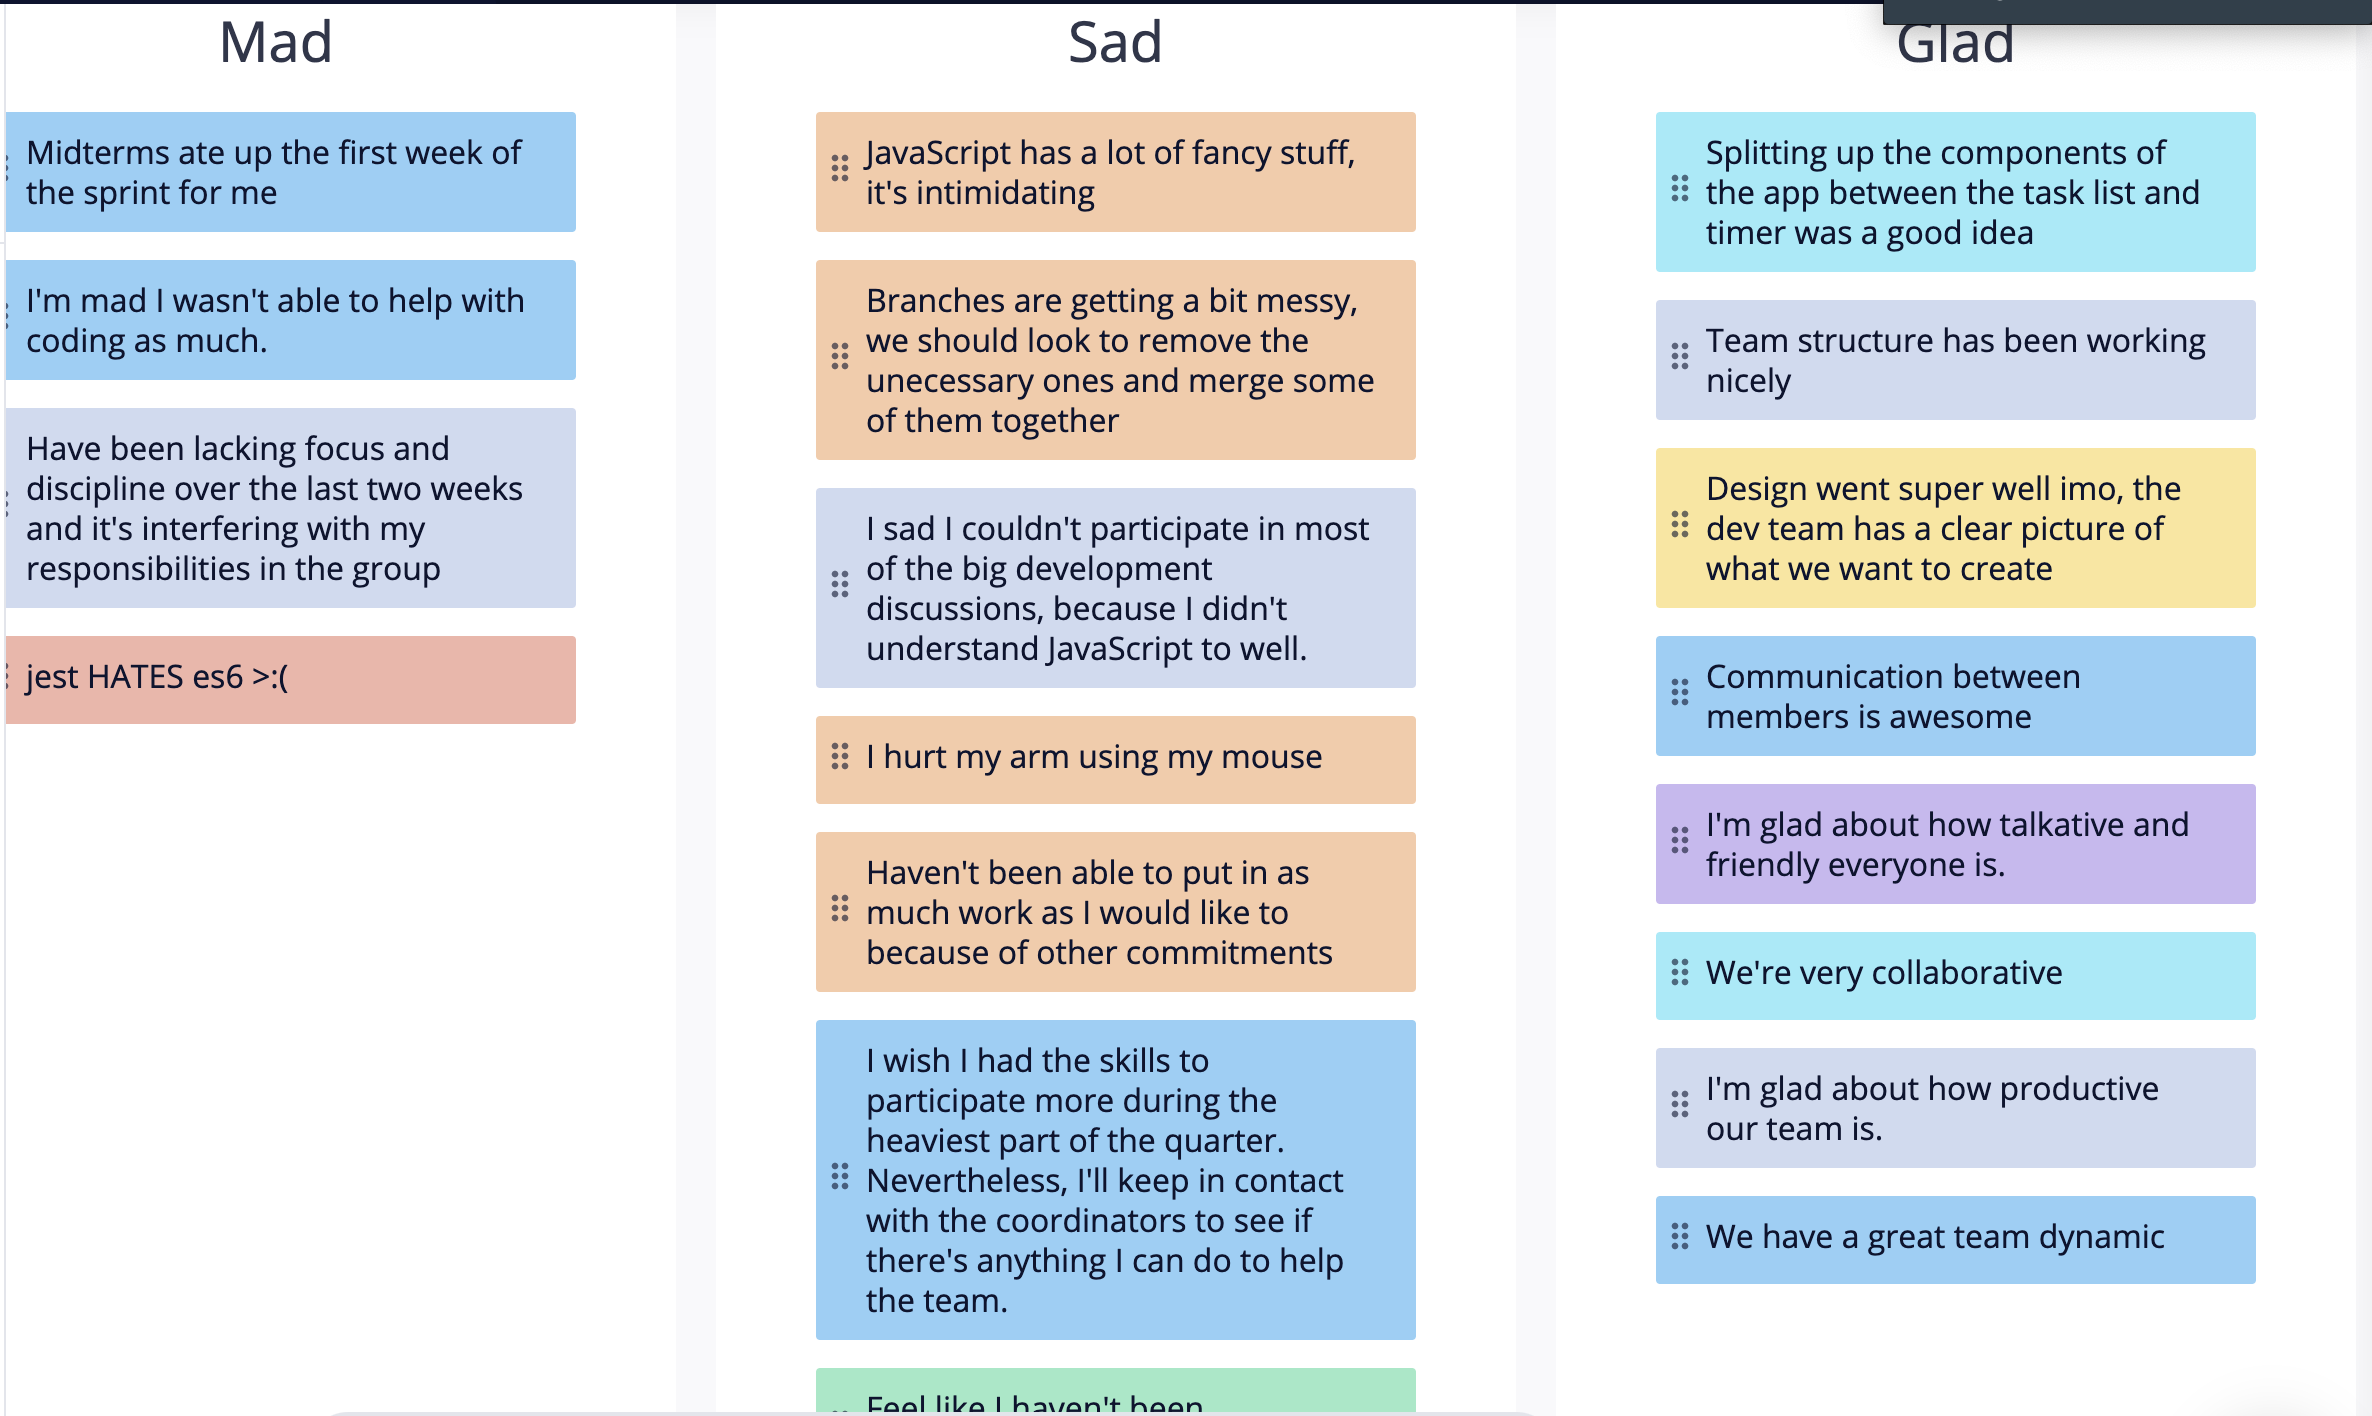 Mad
Midterms ate up the first week of
the sprint for me
I'm mad I wasn't able to help with
coding as much.
Have been lacking focus and
discipline over the last two weeks
and it's interfering with my
responsibilities in the group
jest HATES es6 >:(
Sad
JavaScript has a lot of fancy stuff,
it's intimidating
Branches are getting a bit messy,
we should look to remove the
unecessary ones and merge some
of them together
I sad I couldn't participate in most
of the big development
discussions, because I didn't
understand JavaScript to well.
I hurt my arm using my mouse
Haven't been able to put in as
much work as I would like to
because of other commitments
I wish I had the skills to
participate more during the
heaviest part of the quarter.
Nevertheless, I'll keep in contact
with the coordinators to see if
there's anything I can do to help
the team.
Feel like I haven't been
Glad
Splitting up the components of
the app between the task list and
timer was a good idea
Team structure has been working
nicely
Design went super well imo, the
dev team has a clear picture of
what we want to create
Communication between
members is awesome
I'm glad about how talkative and
friendly everyone is.
We're very collaborative
I'm glad about how productive
our team is.
We have a great team dynamic